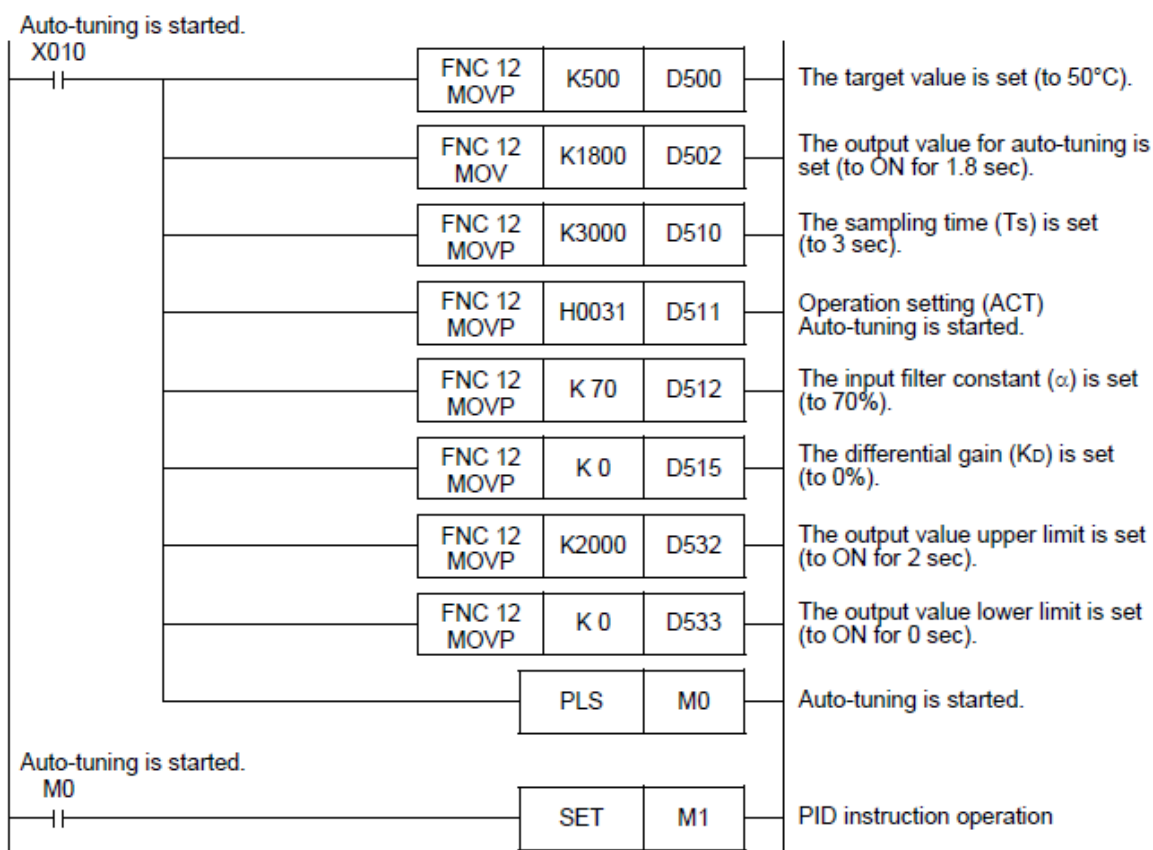 Auto-tuning is started.
X010
FNC 12
MOVP
K500
D500
The target value is set (to 50°C).
FNC 12
MOV
K1800
D502
The output value for auto-tuning is
set (to ON for 1.8 sec).
FNC 12
MOVP
K3000
D510
The sampling time (Ts) is set
(to 3 sec).
FNC 12
MOVP
H0031
D511
Operation setting (ACT)
Auto-tuning is started.
FNC 12
MOVP
K 70
D512
The input filter constant (α) is set
(to 70%).
FNC 12
MOVP
K 0
D515
The differential gain (KD) is set
(to 0%).
FNC 12
MOVP
K2000
D532
The output value upper limit is set
(to ON for 2 sec).
FNC 12
MOVP
K 0
D533
The output value lower limit is set
(to ON for 0 sec).
PLS
M0
Auto-tuning is started.
Auto-tuning is started.
M0
SET
M1
PID instruction operation